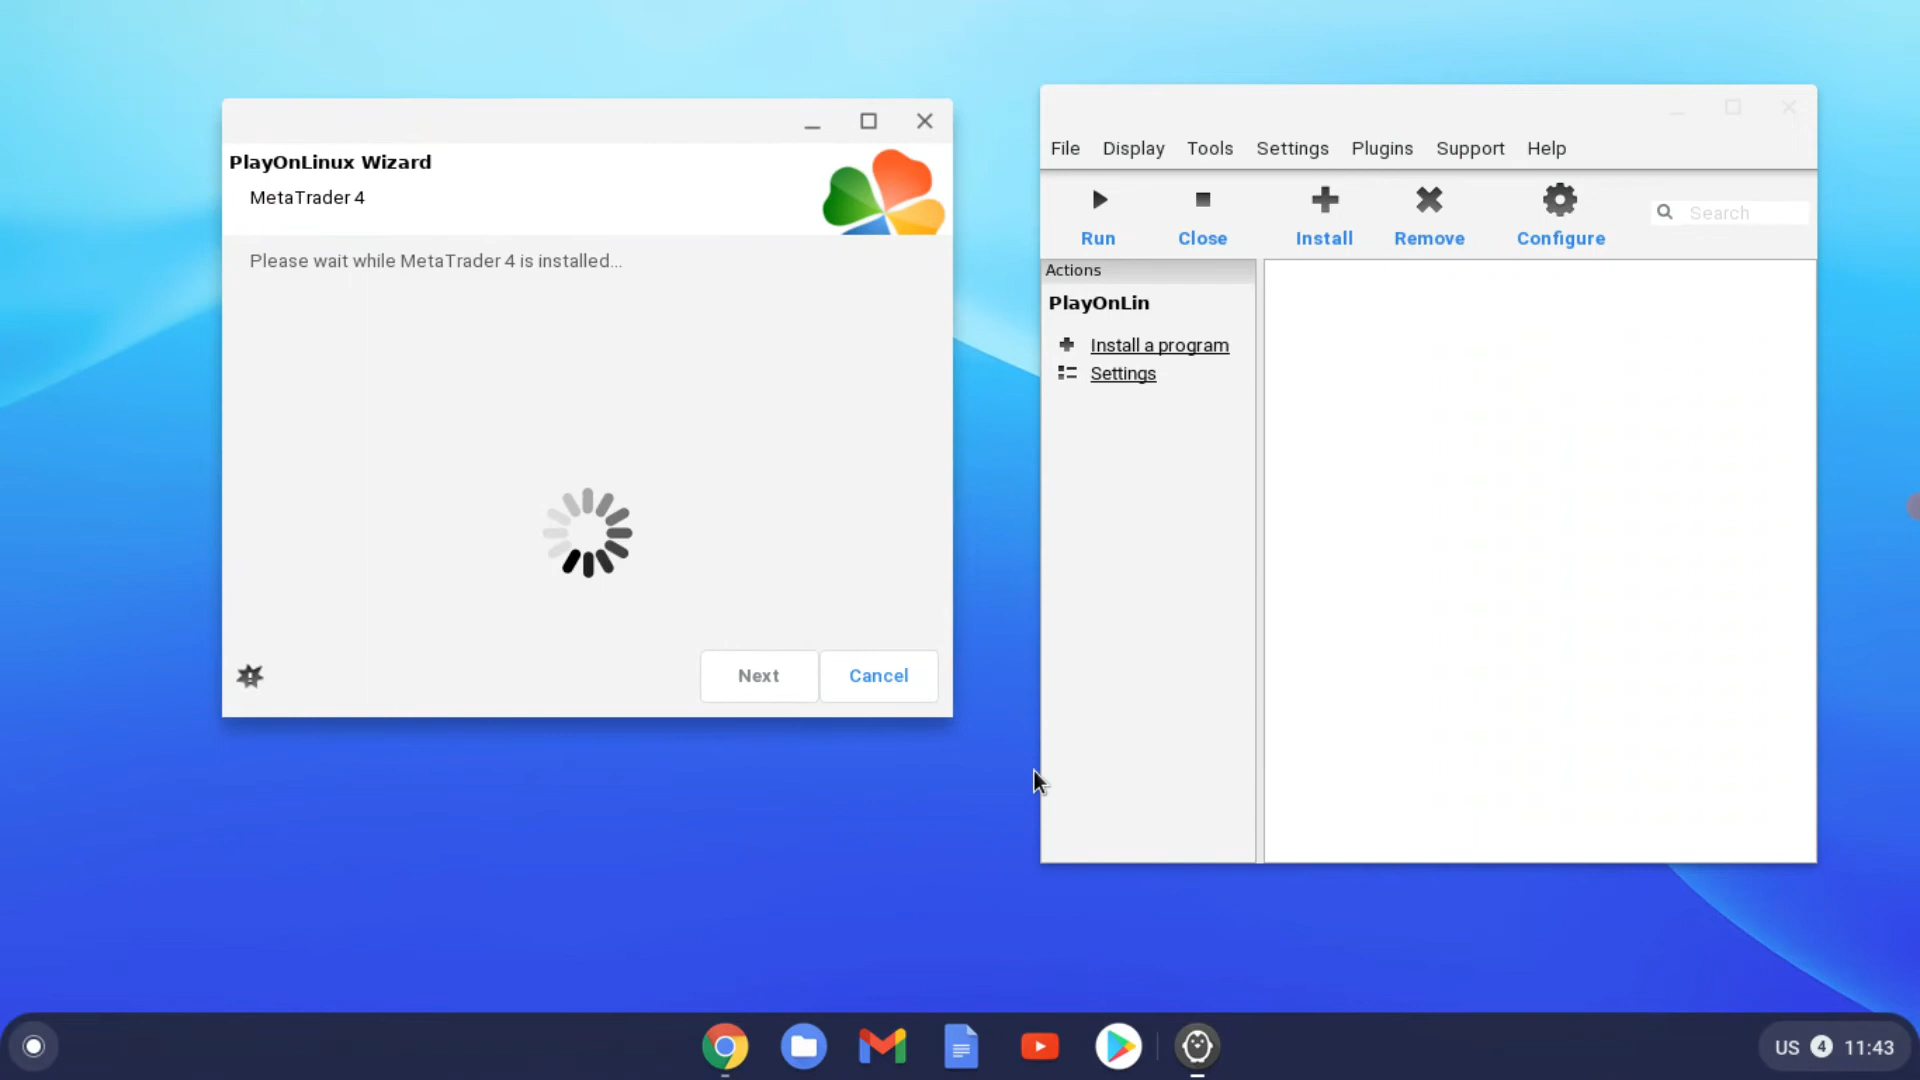 PlayOnLinux Wizard
MetaTrader 4
Please wait while MetaTrader 4 is installed...
Next
Cancel
File Display Tools Settings Plugins Support Help
Run Close Install Remove Configure
Search
Actions
PlayOnLin
Install a program
Settings
US 4 11:43